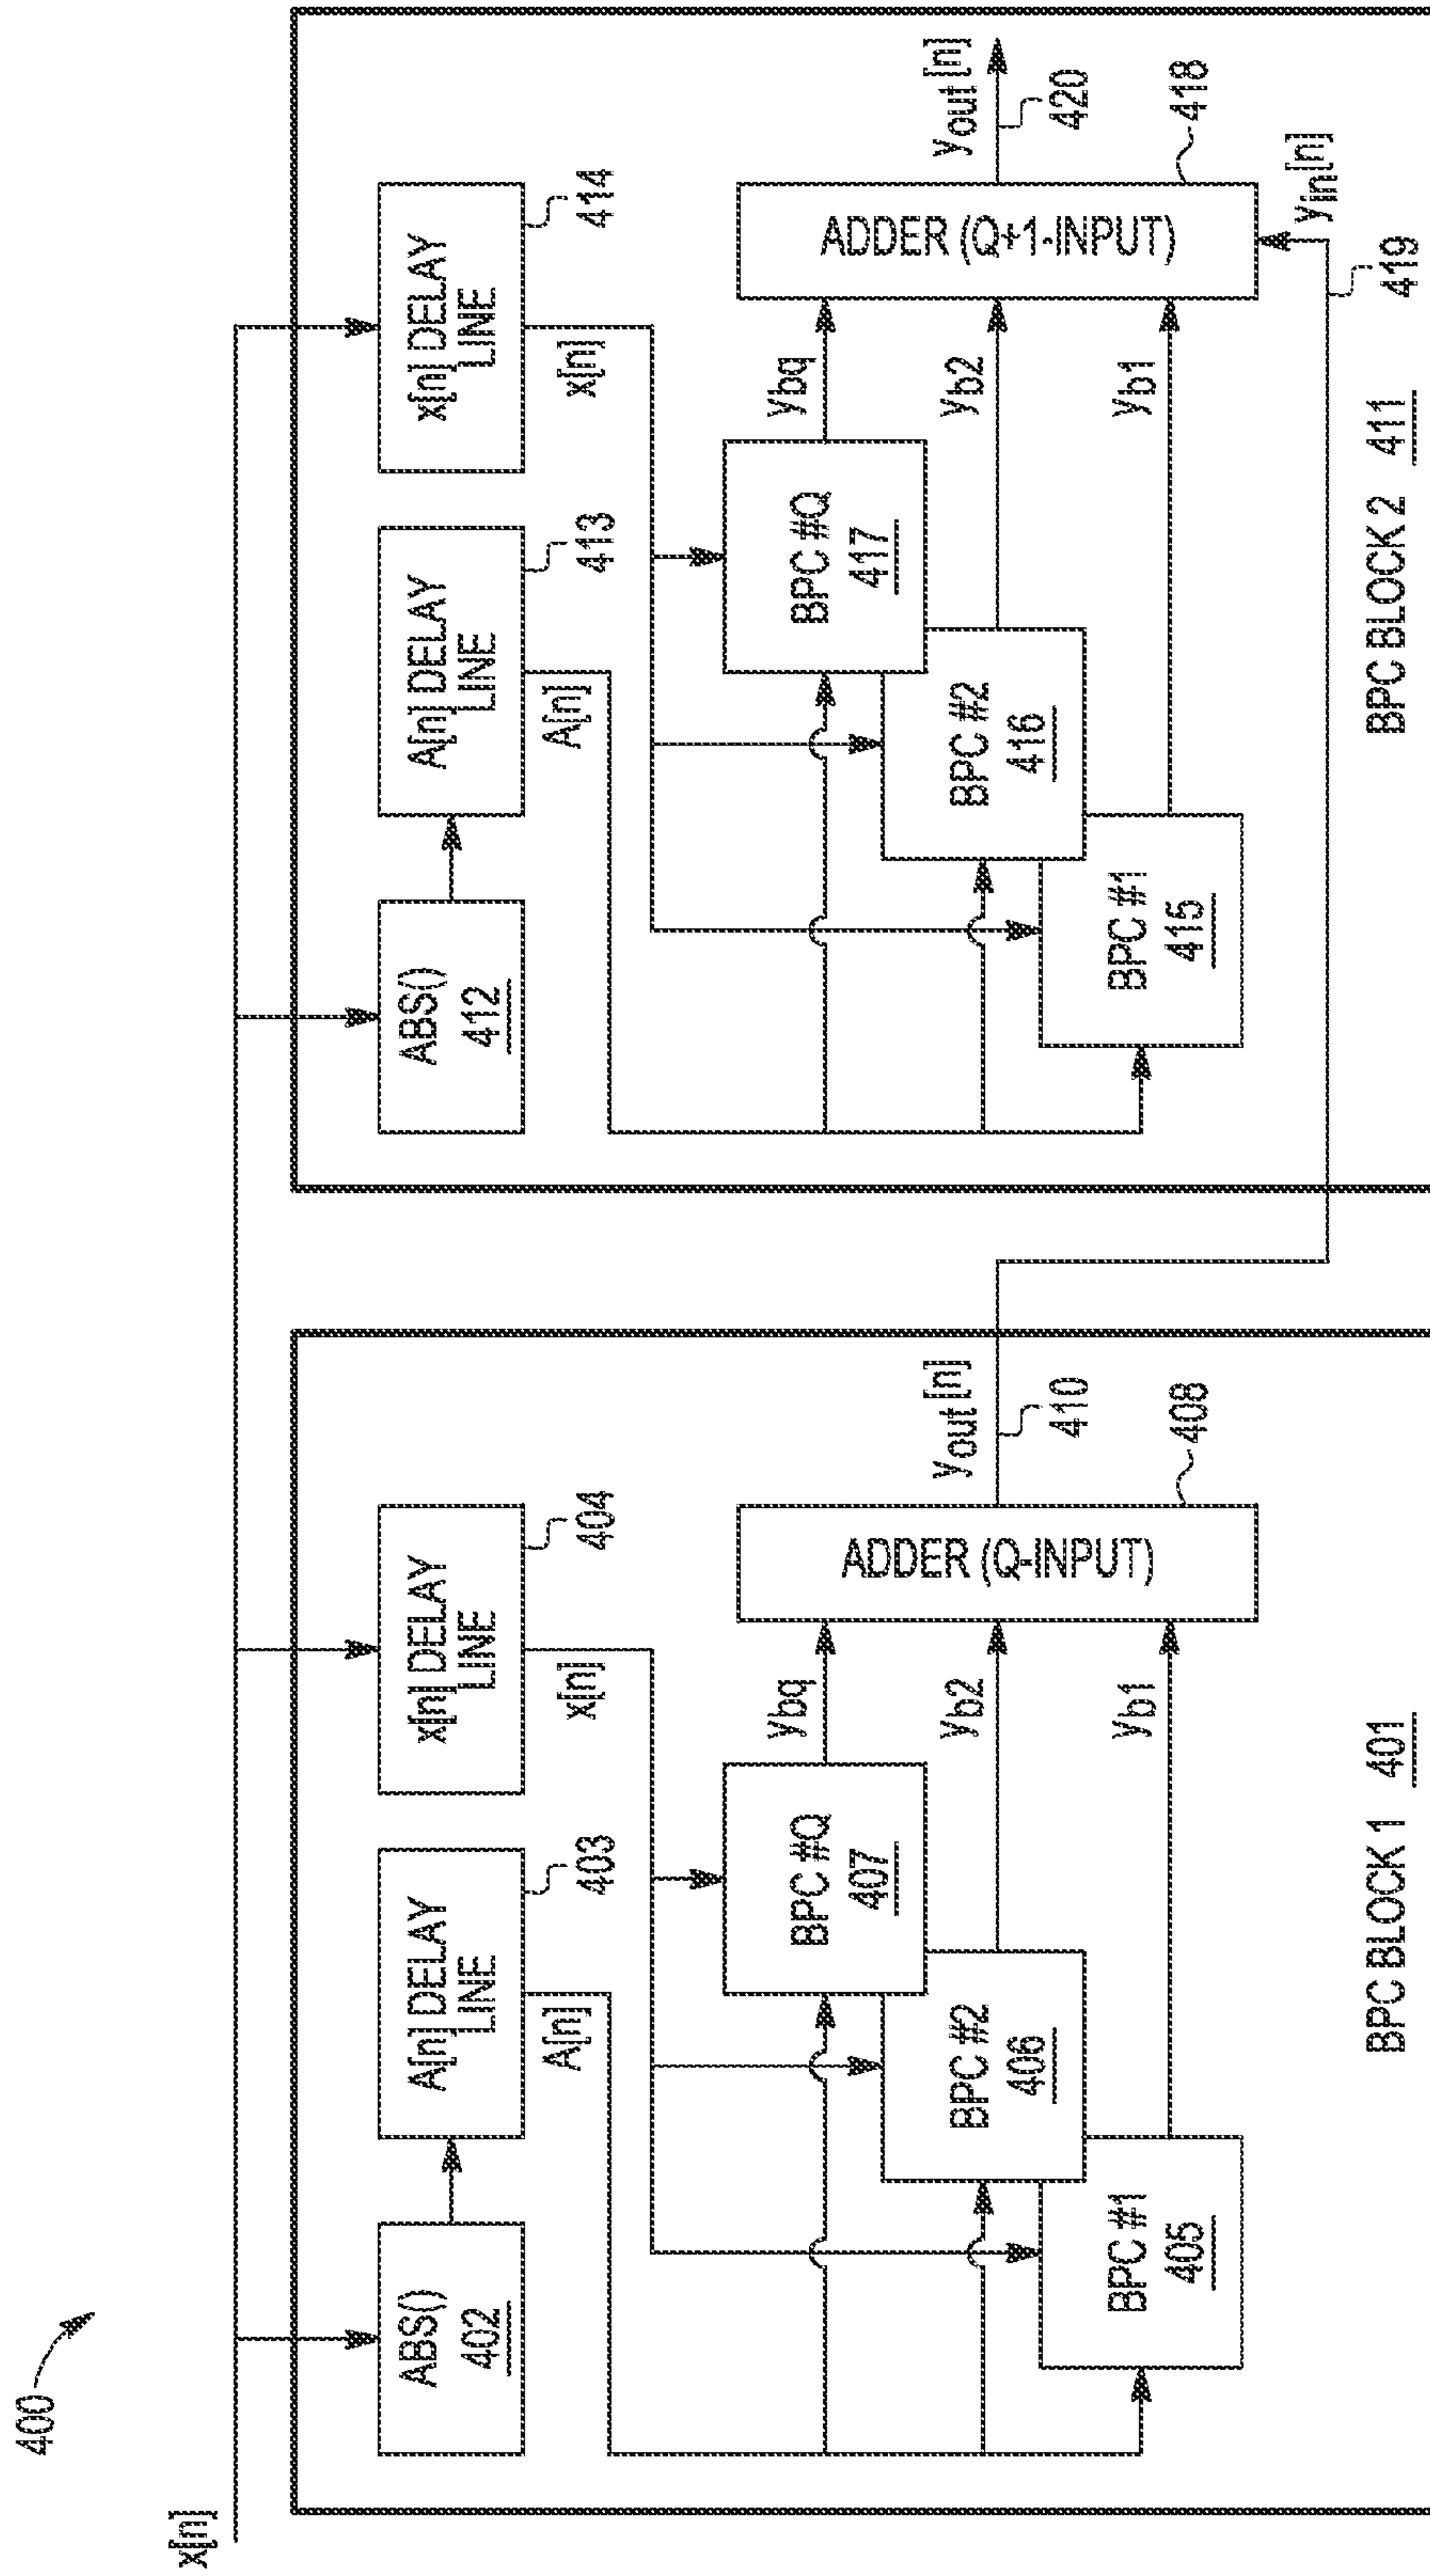 400
x[n]
ABS()
402
A[n] DELAY
LINE
403
x[n] DELAY
LINE
404
A[n]
x[n]
BPC #Q
407
BPC #2
406
BPC #1
405
ybq
yb2
yb1
ADDER (Q-INPUT)
408
yout[n]
410
BPC BLOCK 1 401
ABS()
412
A[n] DELAY
LINE
413
x[n] DELAY
LINE
414
A[n]
x[n]
BPC #Q
417
BPC #2
416
BPC #1
415
ybq
yb2
yb1
ADDER (Q+1-INPUT)
418
yout[n]
420
yin[n]
419
BPC BLOCK 2 411